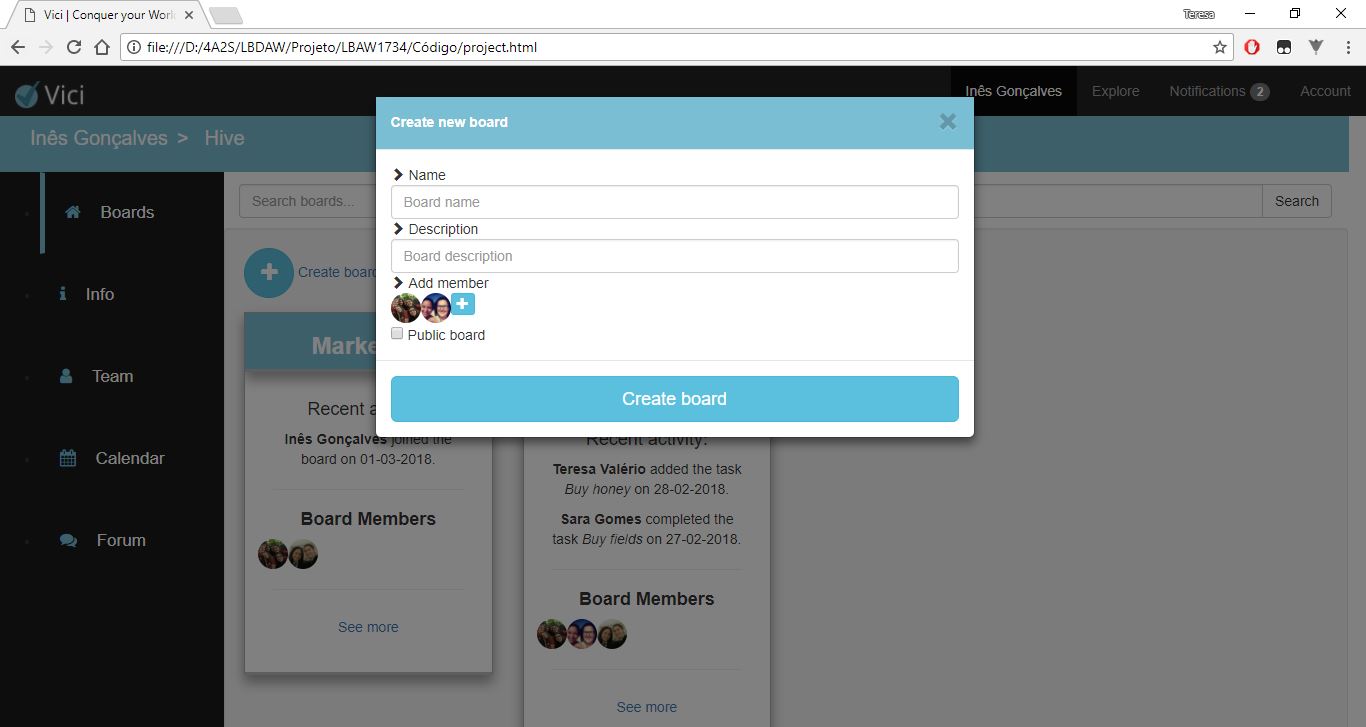 Vici | Conquer your Worl
Teresa
file:///D:/4A2S/LBDAW/Projeto/LBAW1734/Código/project.html
Vici
Inês Gonçalves
Explore
Notifications 2
Account
Inês Gonçalves > Hive
Create new board
Name
Board name
Description
Board description
Add member
Public board
Create board
Boards
Info
Team
Calendar
Forum
Search boards...
Search
Create board
Marke
Recent a
Inês Gonçalves joined the
board on 01-03-2018.
Board Members
See more
Recent activity:
Teresa Valério added the task
Buy honey on 28-02-2018.
Sara Gomes completed the
task Buy fields on 27-02-2018.
Board Members
See more